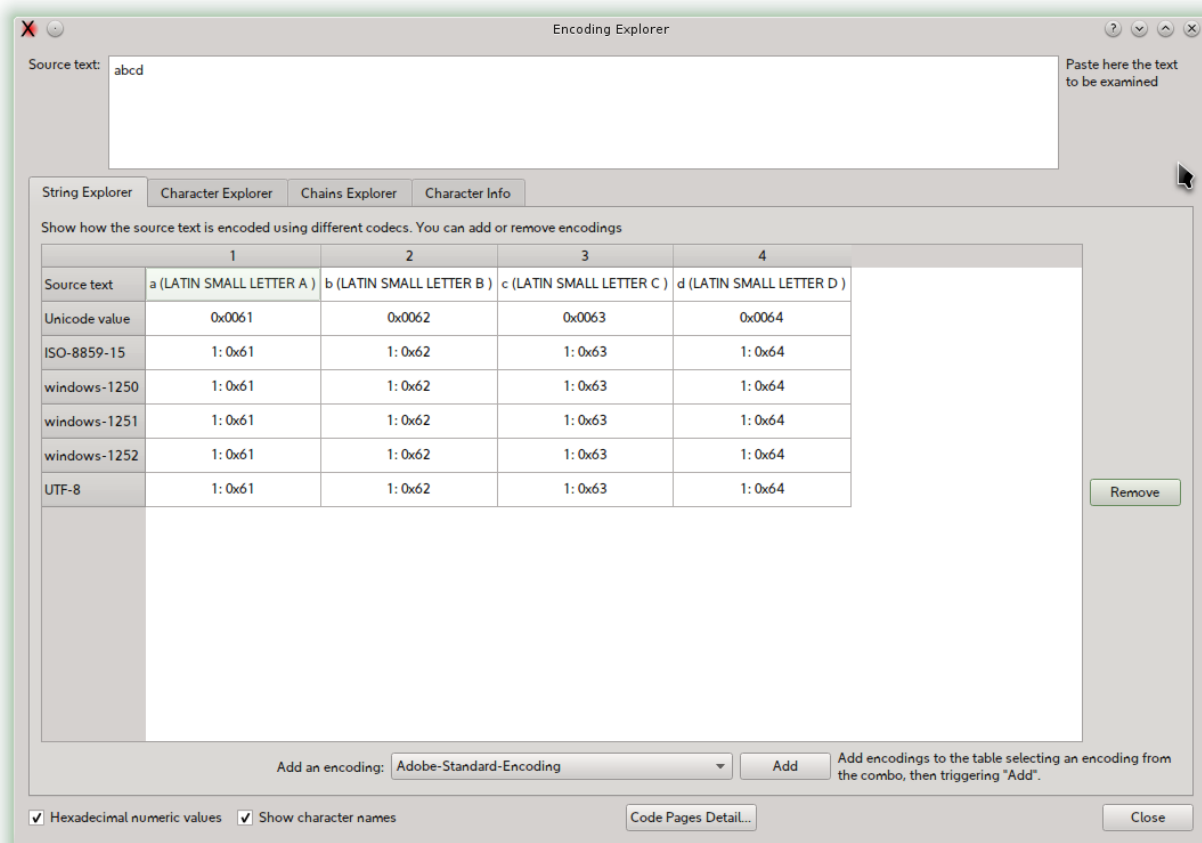 Encoding Explorer
Source text:
abcd
Paste here the text
to be examined
String Explorer Character Explorer Chains Explorer Character Info
Show how the source text is encoded using different codecs. You can add or remove encodings
1 2 3 4
Source text a (LATIN SMALL LETTER A ) b (LATIN SMALL LETTER B ) c (LATIN SMALL LETTER C ) d (LATIN SMALL LETTER D )
Unicode value 0x0061 0x0062 0x0063 0x0064
ISO-8859-15 1: 0x61 1: 0x62 1: 0x63 1: 0x64
windows-1250 1: 0x61 1: 0x62 1: 0x63 1: 0x64
windows-1251 1: 0x61 1: 0x62 1: 0x63 1: 0x64
windows-1252 1: 0x61 1: 0x62 1: 0x63 1: 0x64
UTF-8 1: 0x61 1: 0x62 1: 0x63 1: 0x64
Remove
Add an encoding: Adobe-Standard-Encoding Add
Add encodings to the table selecting an encoding from
the combo, then triggering "Add".
Hexadecimal numeric values Show character names Code Pages Detail... Close